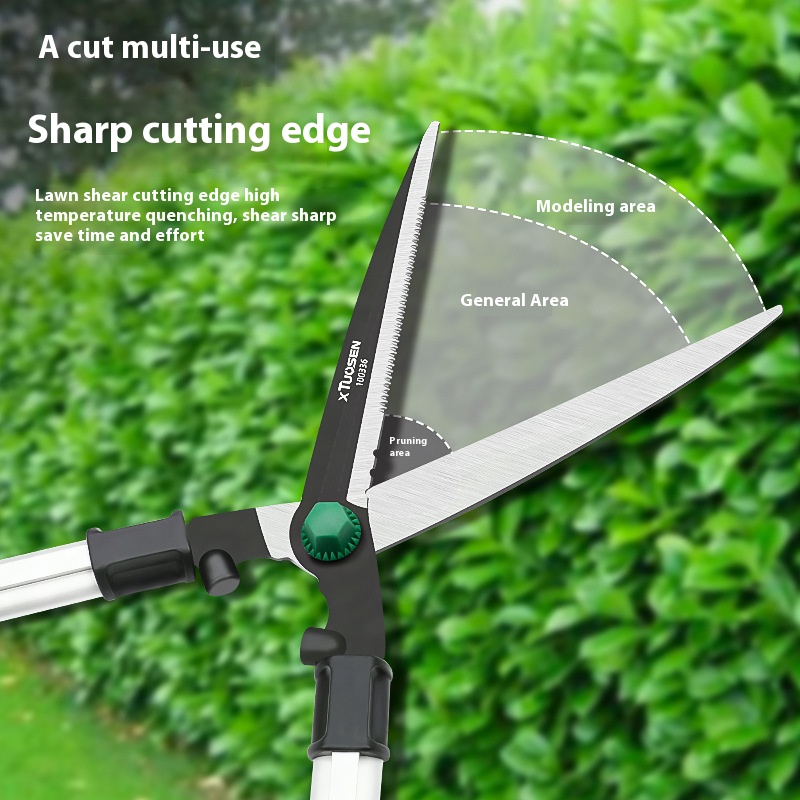 A cut multi-use
Sharp cutting edge
Lawn shear cutting edge high
temperature quenching, shear sharp
save time and effort
Modeling area
General Area
XTUOSEN
100336
Pruning
area